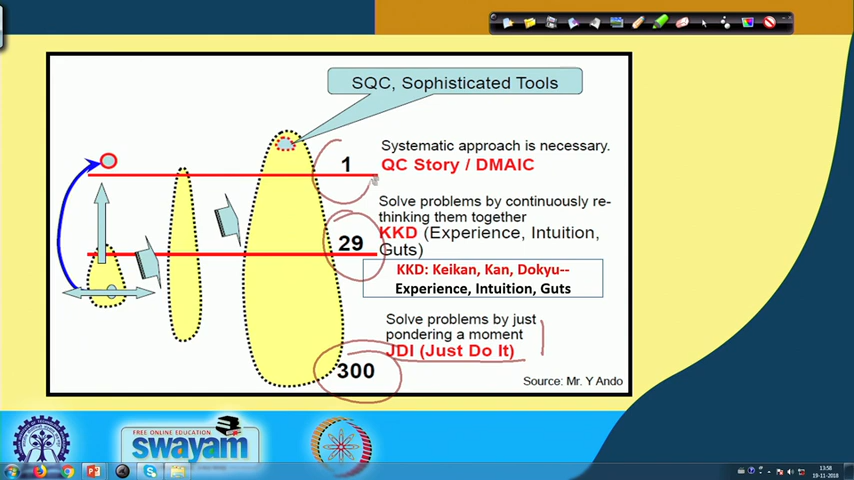 SQC, Sophisticated Tools
Systematic approach is necessary.
1
QC Story / DMAIC
Solve problems by continuously re-
thinking them together
29
KKD (Experience, Intuition,
Guts)
KKD: Keikan, Kan, Dokyu--
Experience, Intuition, Guts
Solve problems by just
pondering a moment
JDI (Just Do It)
300
Source: Mr. Y Ando
FREE ONLINE EDUCATION
swayam
13:58
19-11-2018